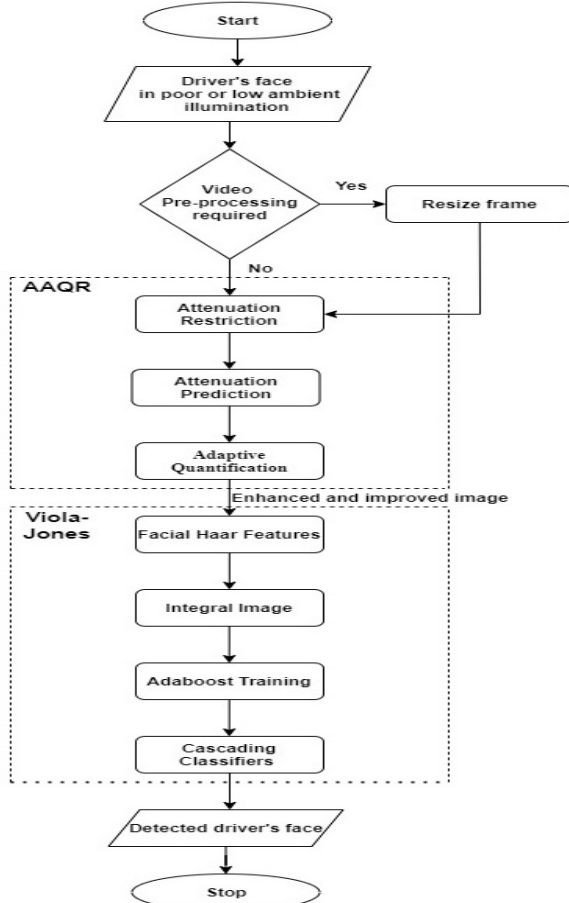 Start
Driver's face
in poor or low ambient
illumination
Video
Pre-processing
required
Yes
Resize frame
No
AAQR
Attenuation
Restriction
Attenuation
Prediction
Adaptive
Quantification
Enhanced and improved image
Viola-
Jones
Facial Haar Features
Integral Image
Adaboost Training
Cascading
Classifiers
Detected driver's face
Stop